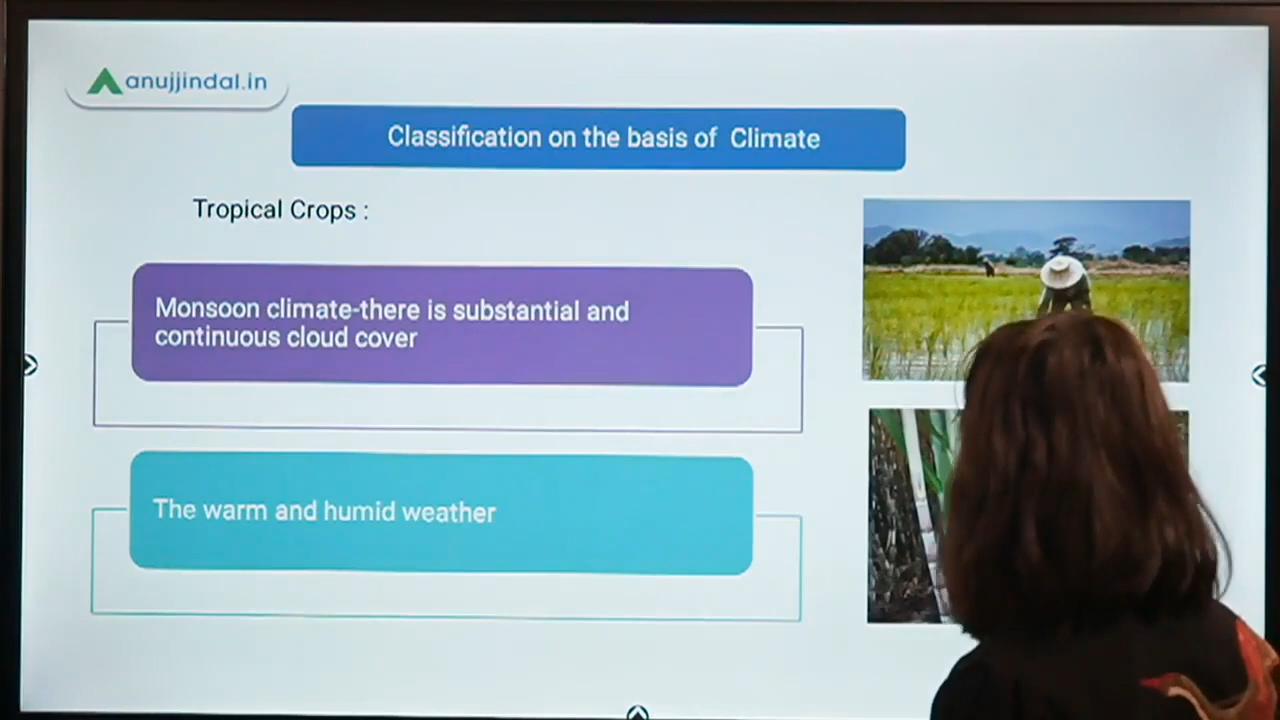 anujjindal.in
Classification on the basis of Climate
Tropical Crops :
Monsoon climate-there is substantial and
continuous cloud cover
The warm and humid weather